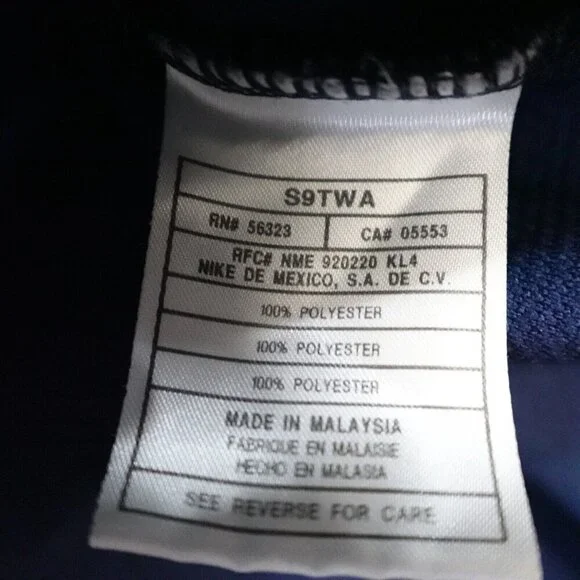 S9TWA
RN# 56323 CA# 05553
RFC# NME 920220 KL4
NIKE DE MEXICO, S.A. DE C.V.
100% POLYESTER
100% POLYESTER
100% POLYESTER
MADE IN MALAYSIA
FABRIQUE EN MALAISIE
HECHO EN MALASIA
SEE REVERSE FOR CARE